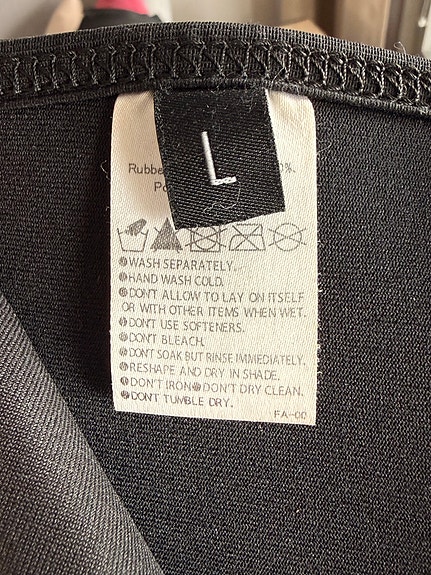 L
Rubbe
0%.
Po
WASH SEPARATELY.
HAND WASH COLD.
DON'T ALLOW TO LAY ON ITSELF
OR WITH OTHER ITEMS WHEN WET.
DON'T USE SOFTENERS.
DON'T BLEACH.
DON'T SOAK BUT RINSE IMMEDIATELY.
RESHAPE AND DRY IN SHADE.
DON'T IRON DON'T DRY CLEAN.
DON'T TUMBLE DRY.
FA-00